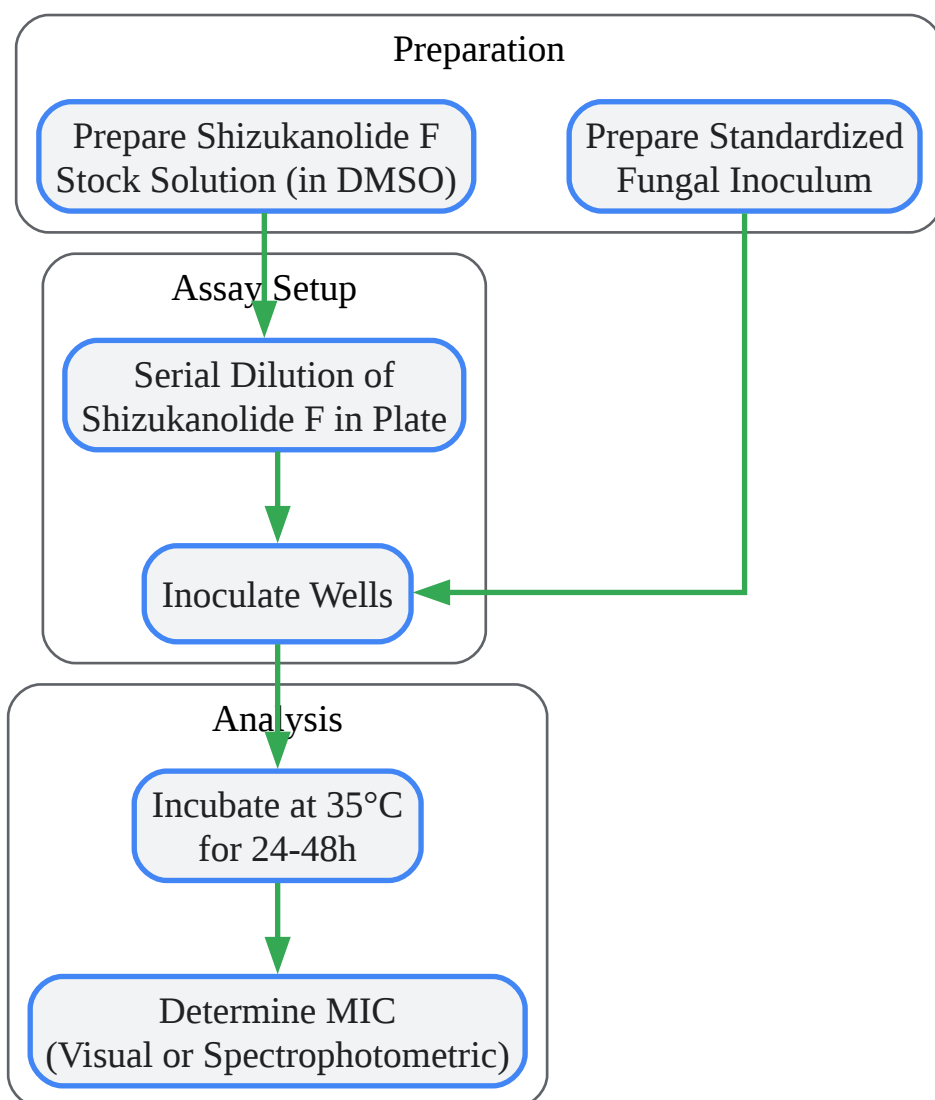 Preparation
Prepare Shizukanolide F
Stock Solution (in DMSO)
Prepare Standardized
Fungal Inoculum
Assay Setup
Serial Dilution of
Shizukanolide F in Plate
Inoculate Wells
Analysis
Incubate at 35°C
for 24-48h
Determine MIC
(Visual or Spectrophotometric)